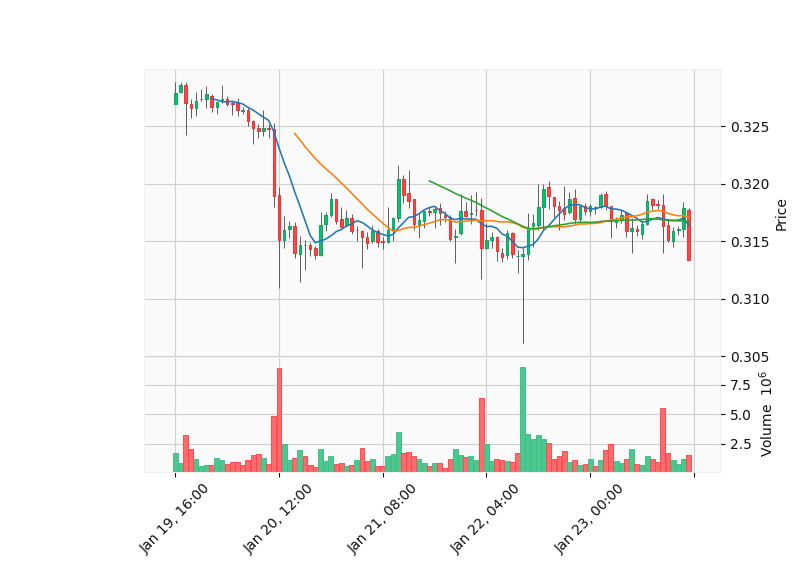 0.325
0.320
0.315
0.310
0.305
Price
7.5
5.0
2.5
Volume 10⁶
Jan 19, 16:00
Jan 20, 12:00
Jan 21, 08:00
Jan 22, 04:00
Jan 23, 00:00